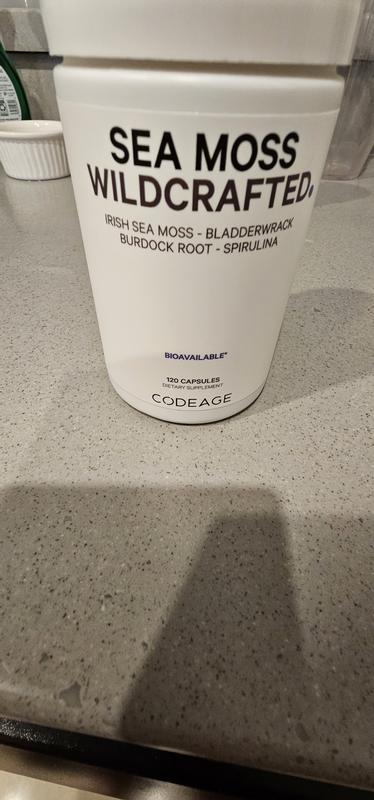 SEA MOSS
WILDCRAFTED.
IRISH SEA MOSS - BLADDERWRACK
BURDOCK ROOT - SPIRULINA
BIOAVAILABLE*
120 CAPSULES
DIETARY SUPPLEMENT
CODEAGE